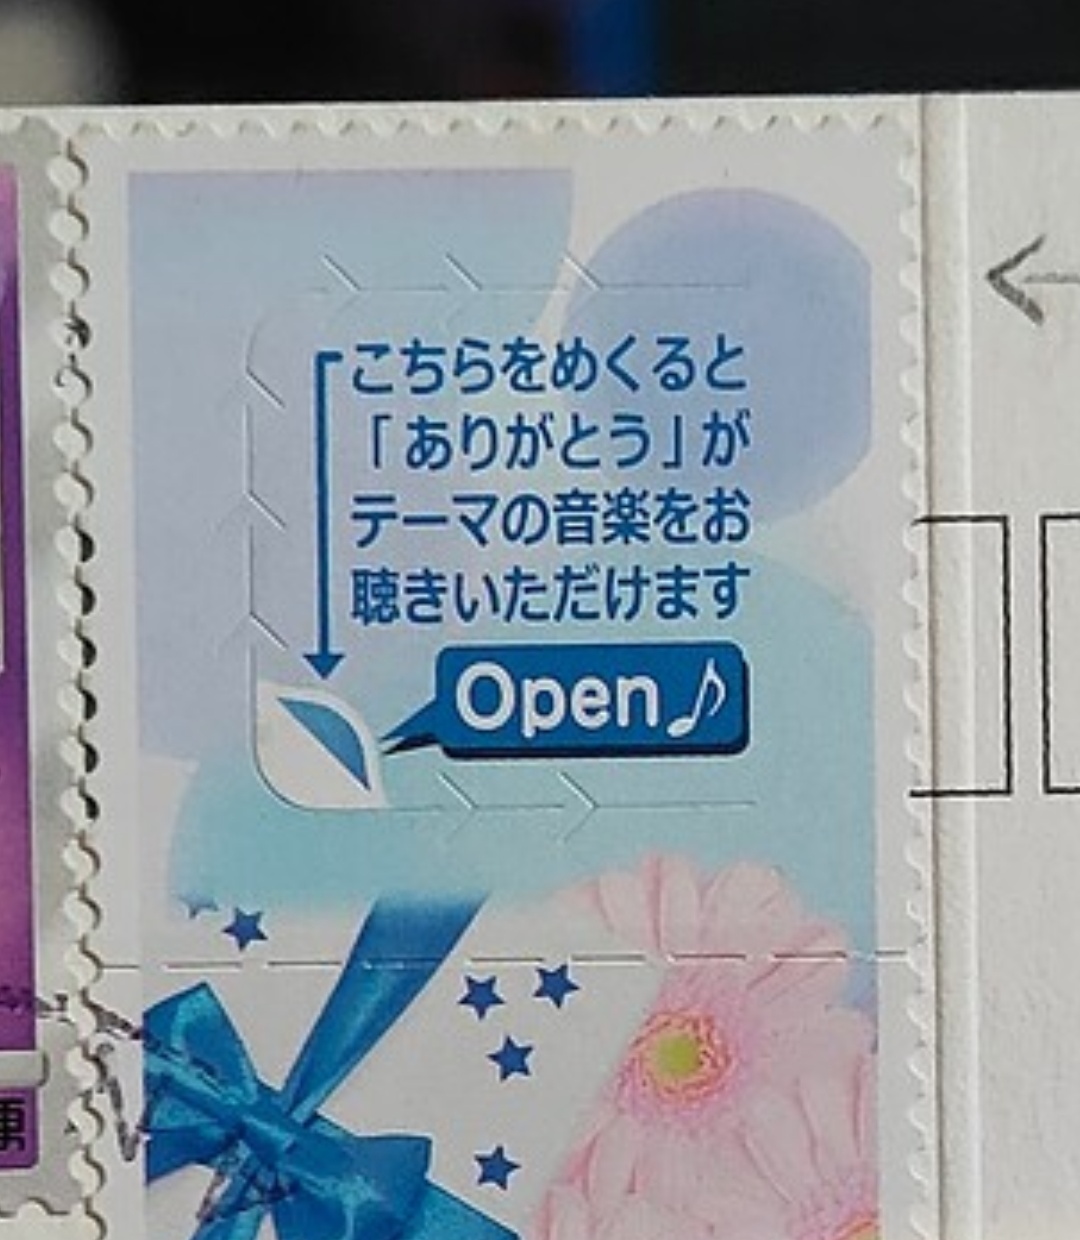 こちらをめくると
「ありがとう」が
テーマの音楽をお
聴きいただけます
Open♪
便